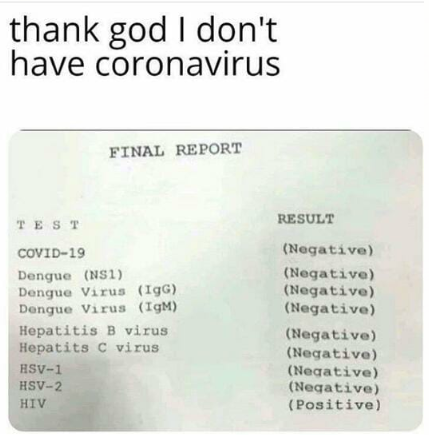 thank god I don't
have coronavirus
FINAL REPORT
TEST RESULT
COVID-19 (Negative)
Dengue (NS1) (Negative)
Dengue Virus (IgG) (Negative)
Dengue Virus (IgM) (Negative)
Hepatitis B virus (Negative)
Hepatits C virus (Negative)
HSV-1 (Negative)
HSV-2 (Negative)
HIV (Positive)